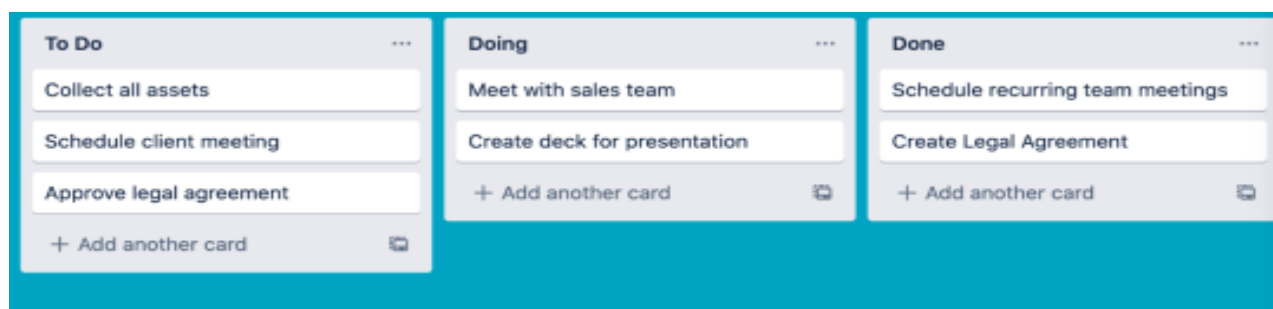 To Do
Collect all assets
Schedule client meeting
Approve legal agreement
+ Add another card
Doing
Meet with sales team
Create deck for presentation
+ Add another card
Done
Schedule recurring team meetings
Create Legal Agreement
+ Add another card